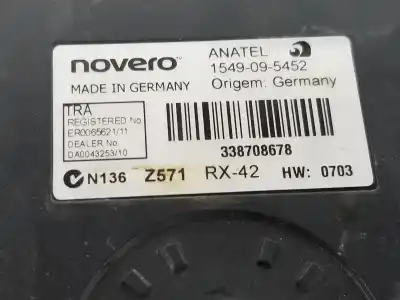 novero™ ANATEL
1549-09-5452
MADE IN GERMANY Origem: Germany
TRA
REGISTERED No
ER0065621/11
DEALER No.
DA0043253/10
338708678
N136 Z571 RX-42 HW: 0703